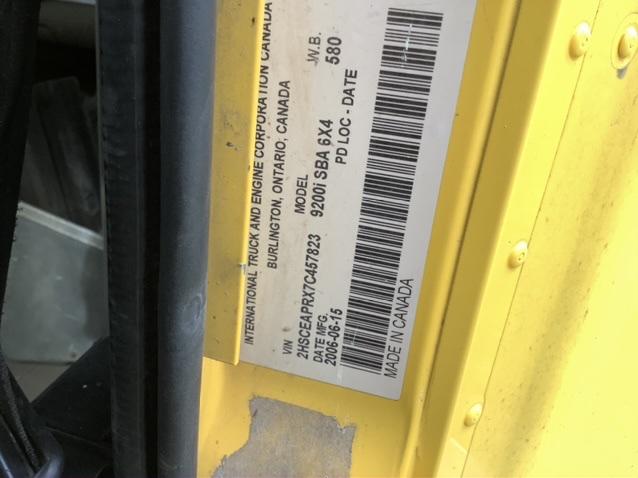 INTERNATIONAL TRUCK AND ENGINE CORPORATION CANADA
BURLINGTON, ONTARIO, CANADA
VIN MODEL W.B.
2HSCEAPRX7C457823 9200i SBA 6X4 580
DATE MFG. PD LOC - DATE
2006-06-15
MADE IN CANADA